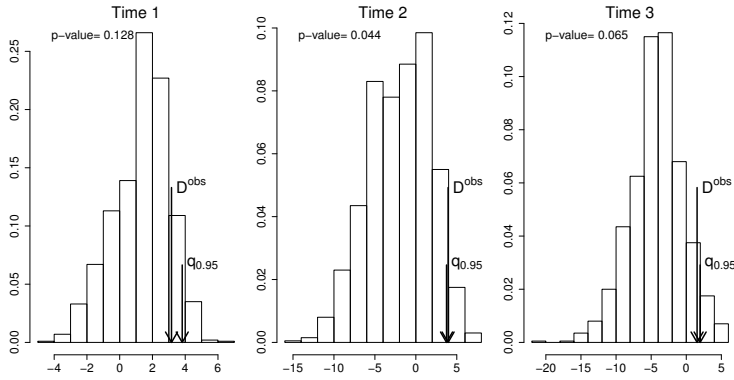 Time 1
p-value= 0.128
0.25
0.20
0.15
0.10
0.05
0.00
D^obs
q_0.95
-4 -2 0 2 4 6
Time 2
p-value= 0.044
0.10
0.08
0.06
0.04
0.02
0.00
D^obs
q_0.95
-15 -10 -5 0 5
Time 3
p-value= 0.065
0.12
0.10
0.08
0.06
0.04
0.02
0.00
D^obs
q_0.95
-20 -15 -10 -5 0 5